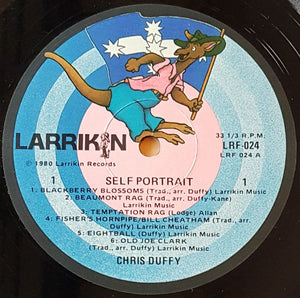 LARRIKIN
33 1/3 R.P.M.
LRF-024
LRF 024 A
℗ 1980 Larrikin Records
1 SELF PORTRAIT 1
1. BLACKBERRY BLOSSOMS (Trad., arr. Duffy) Larrikin Music
2. BEAUMONT RAG (Trad., arr. Duffy-Kane) Larrikin Music
3. TEMPTATION RAG (Lodge) Allan
4. FISHER'S HORNPIPE/BILL CHEATHAM (Trad.,
arr. Duffy) Larrikin Music
5. EIGHTBALL (Duffy) Larrikin Music
6. OLD JOE CLARK
(Trad., arr. Duffy) Larrikin Music
CHRIS DUFFY